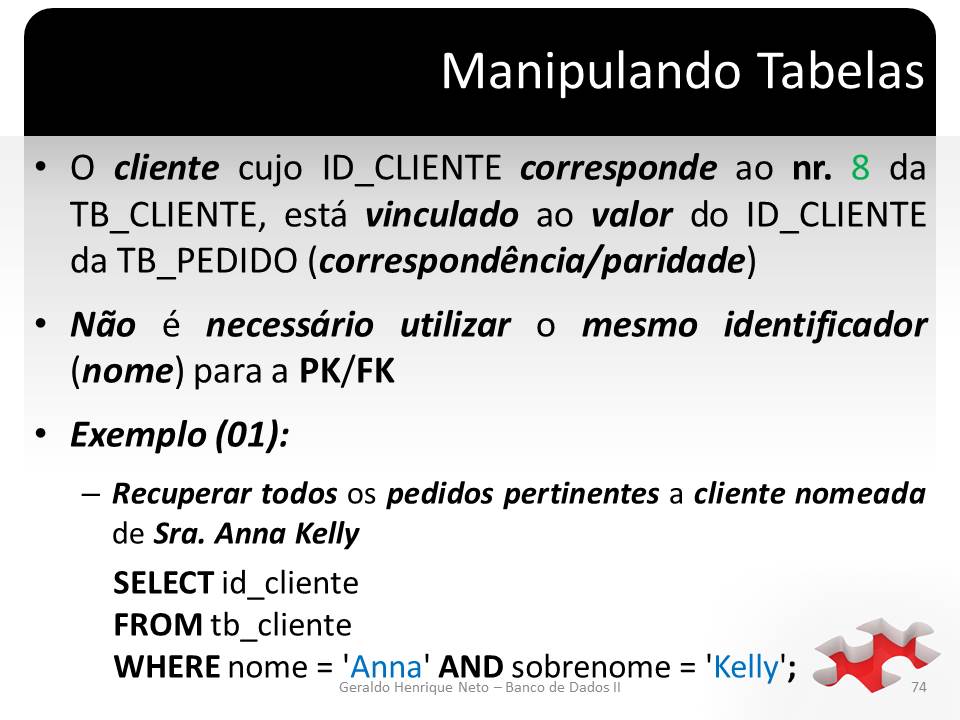 Manipulando Tabelas
• O cliente cujo ID_CLIENTE corresponde ao nr. 8 da
TB_CLIENTE, está vinculado ao valor do ID_CLIENTE
da TB_PEDIDO (correspondência/paridade)
• Não é necessário utilizar o mesmo identificador
(nome) para a PK/FK
• Exemplo (01):
– Recuperar todos os pedidos pertinentes a cliente nomeada
de Sra. Anna Kelly
SELECT id_cliente
FROM tb_cliente
WHERE nome = 'Anna' AND sobrenome = 'Kelly';
Geraldo Henrique Neto – Banco de Dados II
74